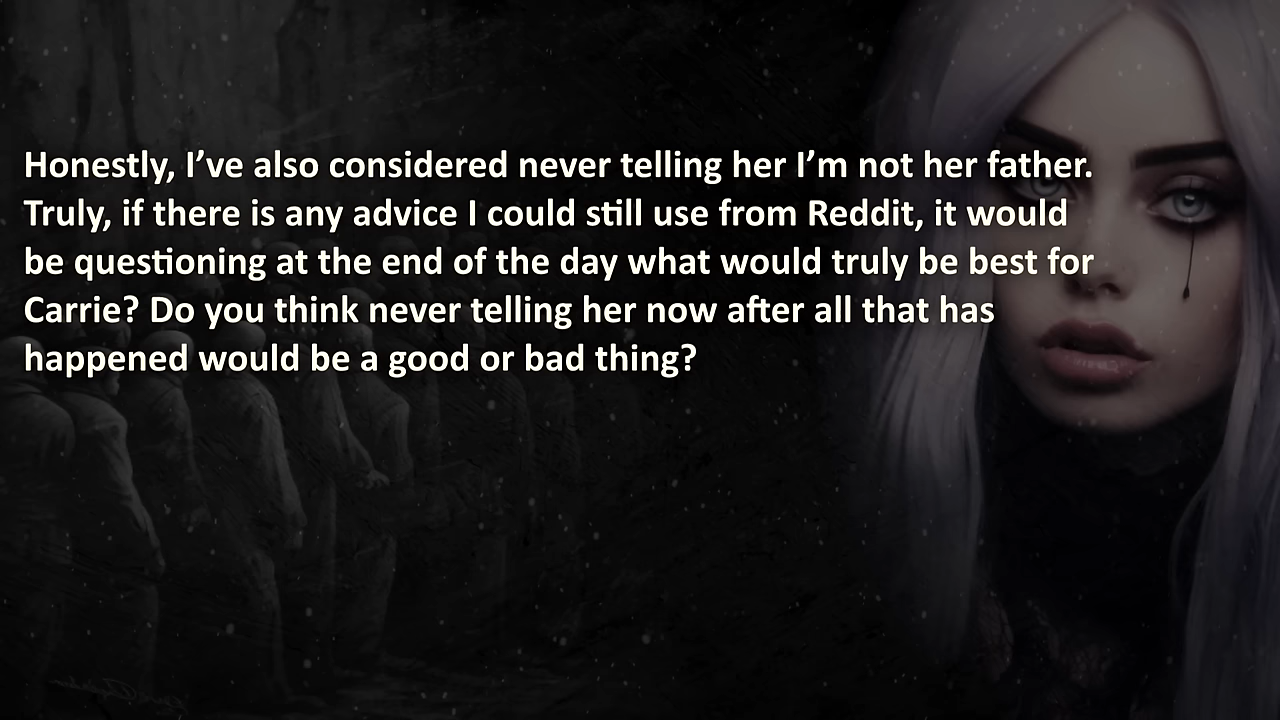 Honestly, I’ve also considered never telling her I’m not her father.
Truly, if there is any advice I could still use from Reddit, it would
be questioning at the end of the day what would truly be best for
Carrie? Do you think never telling her now after all that has
happened would be a good or bad thing?